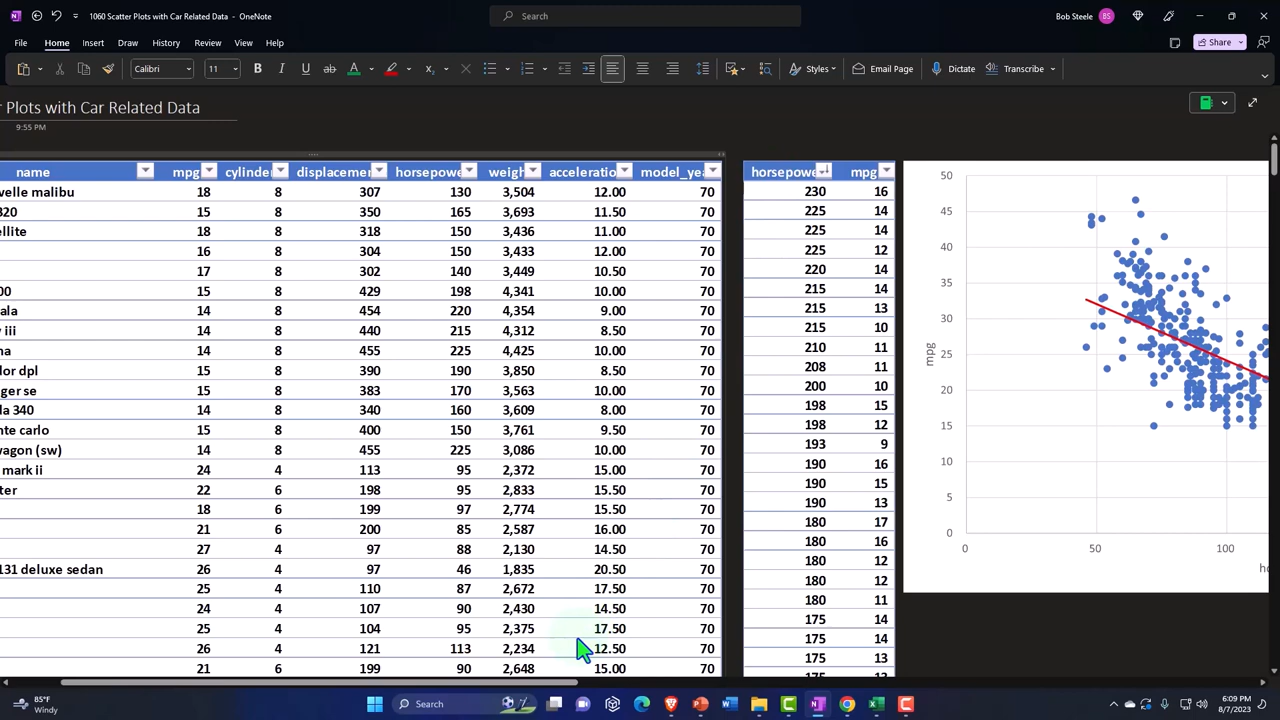 1060 Scatter Plots with Car Related Data - OneNote
Search
Bob Steele
BS
File Home Insert Draw History Review View Help
Share
Calibri 11 Styles Email Page Dictate Transcribe
r Plots with Car Related Data
9:55 PM
name mpg cylinde displacemen horsepowe weigh acceleratio model_ye
velle malibu 18 8 307 130 3,504 12.00 70
320 15 8 350 165 3,693 11.50 70
ellite 18 8 318 150 3,436 11.00 70
16 8 304 150 3,433 12.00 70
17 8 302 140 3,449 10.50 70
00 15 8 429 198 4,341 10.00 70
ala 14 8 454 220 4,354 9.00 70
y iii 14 8 440 215 4,312 8.50 70
na 14 8 455 225 4,425 10.00 70
lor dpl 15 8 390 190 3,850 8.50 70
ger se 15 8 383 170 3,563 10.00 70
la 340 14 8 340 160 3,609 8.00 70
nte carlo 15 8 400 150 3,761 9.50 70
vagon (sw) 14 8 455 225 3,086 10.00 70
mark ii 24 4 113 95 2,372 15.00 70
ter 22 6 198 95 2,833 15.50 70
18 6 199 97 2,774 15.50 70
21 6 200 85 2,587 16.00 70
27 4 97 88 2,130 14.50 70
131 deluxe sedan 26 4 97 46 1,835 20.50 70
25 4 110 87 2,672 17.50 70
24 4 107 90 2,430 14.50 70
25 4 104 95 2,375 17.50 70
26 4 121 113 2,234 12.50 70
21 6 199 90 2,648 15.00 70
horsepowe mpg
230 16
225 14
225 14
225 12
220 14
215 14
215 13
215 10
210 11
208 11
200 10
198 15
198 12
193 9
190 16
190 15
190 13
180 17
180 16
180 12
180 12
180 11
175 14
175 14
175 13
50
45
40
35
30
25
20
15
10
5
0
mpg
0 50 100
ho
85°F
Windy
Search
6:09 PM
8/7/2023